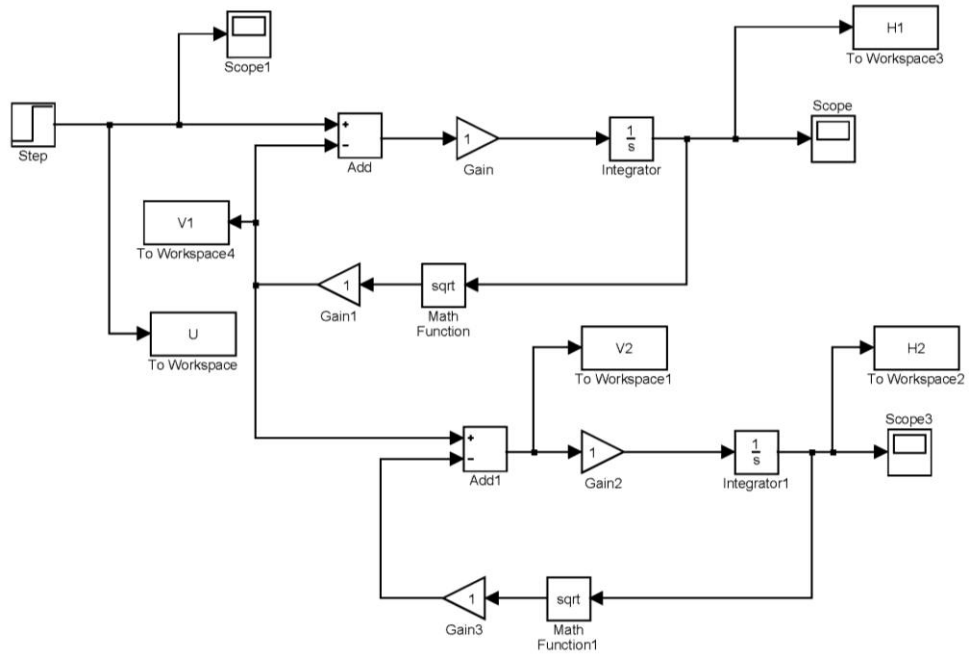 Scope1
Step
+
−
Add
1
Gain
1
s
Integrator
H1
To Workspace3
Scope
V1
To Workspace4
1
Gain1
sqrt
Math
Function
U
To Workspace
V2
To Workspace1
H2
To Workspace2
+
−
Add1
1
Gain2
1
s
Integrator1
Scope3
1
Gain3
sqrt
Math
Function1